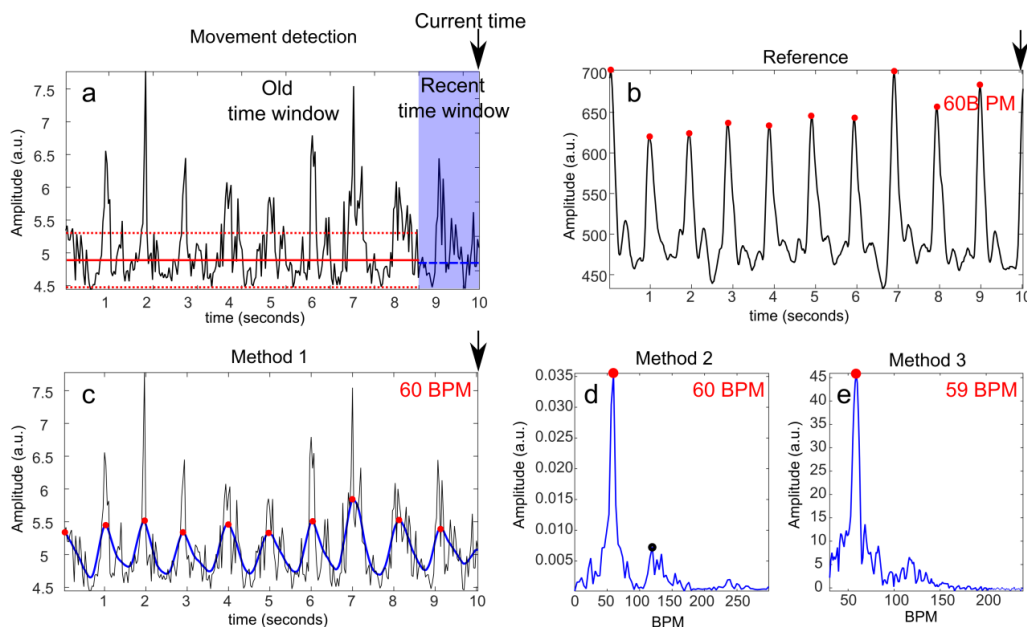 Current time
Movement detection
Reference
a
Old
time window
Recent
time window
Amplitude (a.u.)
7.5
7
6.5
6
5.5
5
4.5
1 2 3 4 5 6 7 8 9 10
time (seconds)
b
60B PM
Amplitude (a.u.)
700
650
600
550
500
450
1 2 3 4 5 6 7 8 9 10
time (seconds)
Method 1
c
60 BPM
Amplitude (a.u.)
7.5
7
6.5
6
5.5
5
4.5
1 2 3 4 5 6 7 8 9 10
time (seconds)
Method 2
d
60 BPM
Amplitude (a.u.)
0.035
0.030
0.025
0.020
0.015
0.010
0.005
0 50 100 150 200 250
BPM
Method 3
e
59 BPM
Amplitude (a.u.)
45
40
35
30
25
20
15
10
5
0
50 100 150 200
BPM